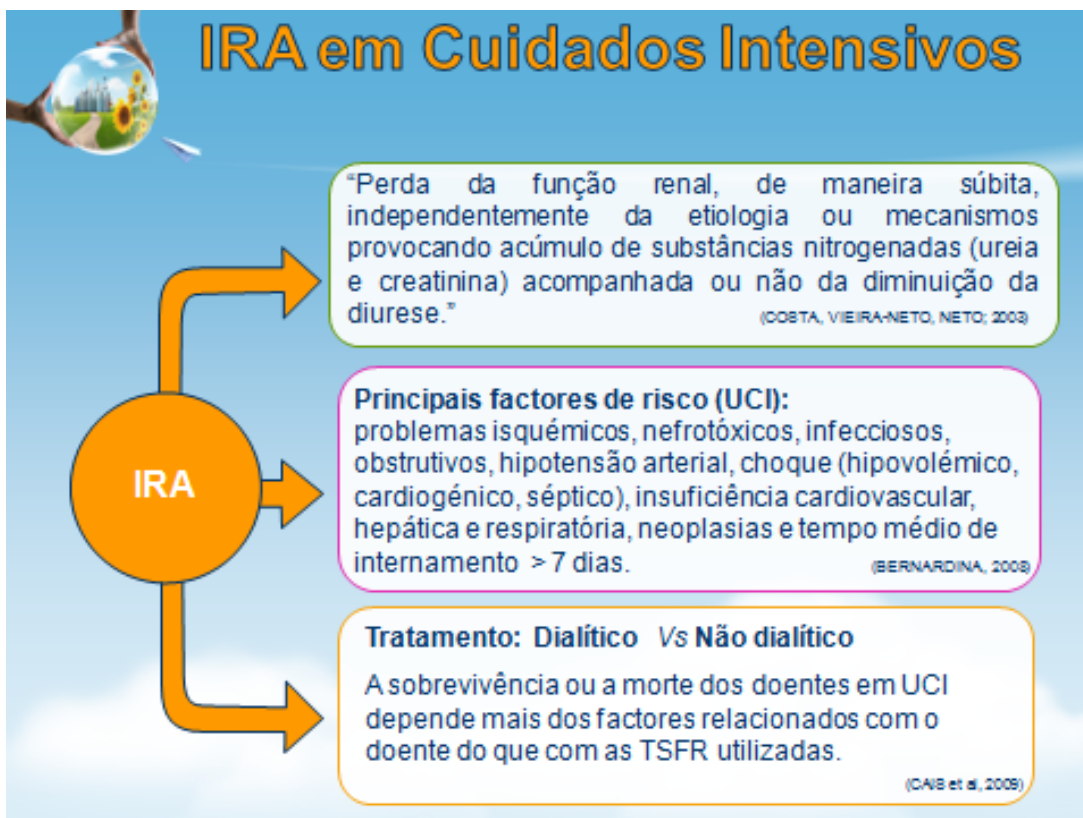 IRA em Cuidados Intensivos
“Perda da função renal, de maneira súbita,
independentemente da etiologia ou mecanismos
provocando acúmulo de substâncias nitrogenadas (ureia
e creatinina) acompanhada ou não da diminuição da
diurese.” (COSTA, VIEIRA-NETO, NETO; 2003)
IRA
Principais factores de risco (UCI):
problemas isquémicos, nefrotóxicos, infecciosos,
obstrutivos, hipotensão arterial, choque (hipovolémico,
cardiogénico, séptico), insuficiência cardiovascular,
hepática e respiratória, neoplasias e tempo médio de
internamento > 7 dias. (BERNARDINA, 2008)
Tratamento: Dialítico Vs Não dialítico
A sobrevivência ou a morte dos doentes em UCI
depende mais dos factores relacionados com o
doente do que com as TSFR utilizadas.
(CAIS et al, 2009)